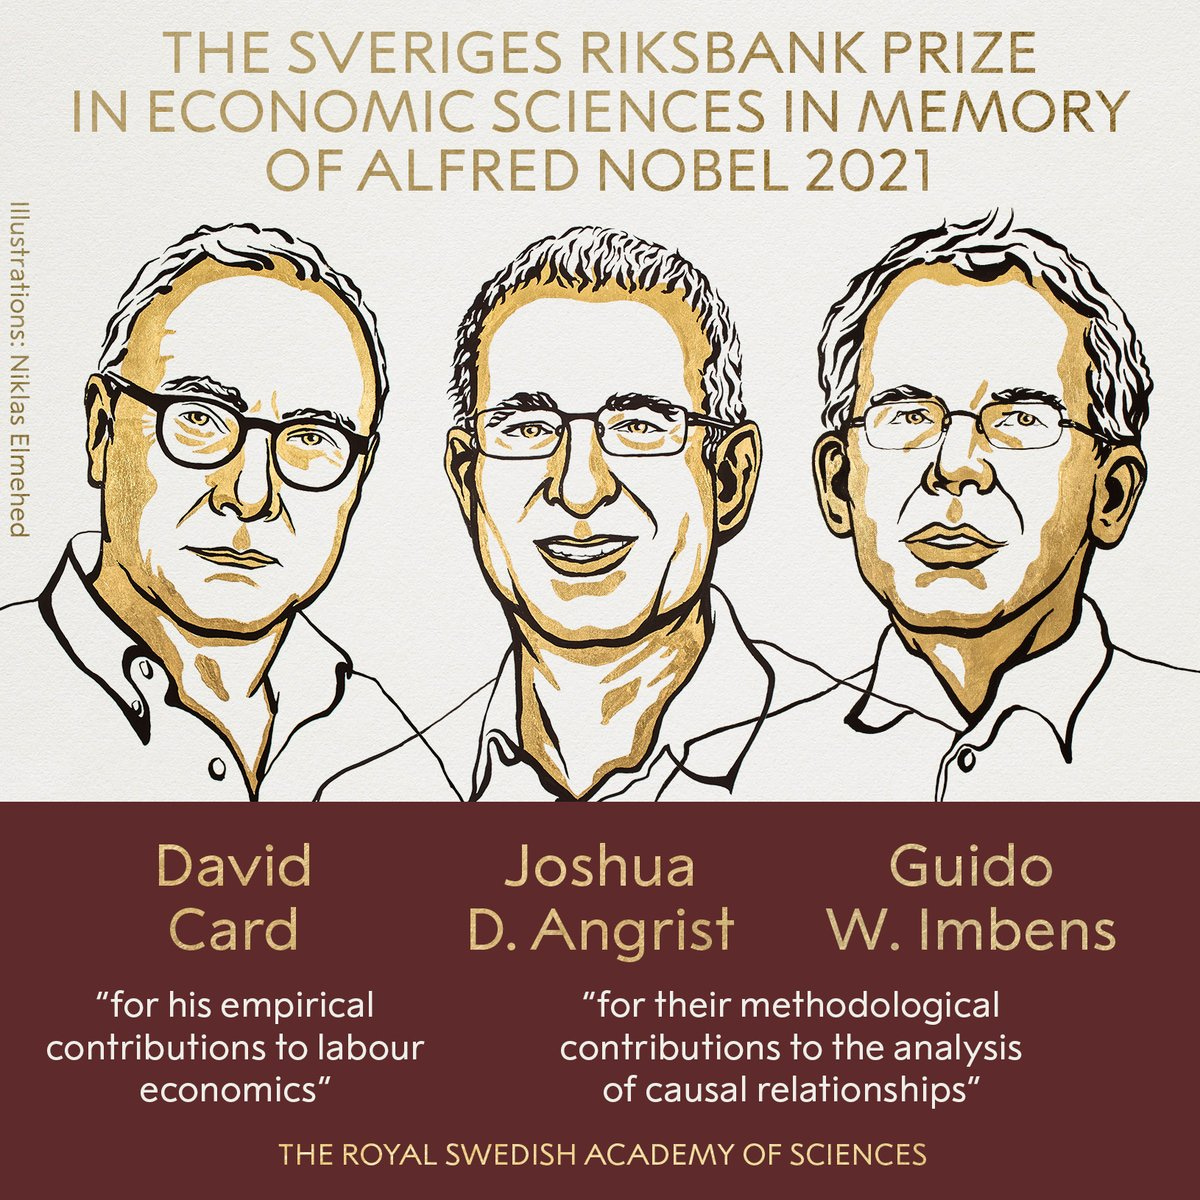 THE SVERIGES RIKSBANK PRIZE
IN ECONOMIC SCIENCES IN MEMORY
OF ALFRED NOBEL 2021
Illustrations: Niklas Elmehed
David
Card
Joshua
D. Angrist
Guido
W. Imbens
“for his empirical
contributions to labour
economics”
“for their methodological
contributions to the analysis
of causal relationships”
THE ROYAL SWEDISH ACADEMY OF SCIENCES